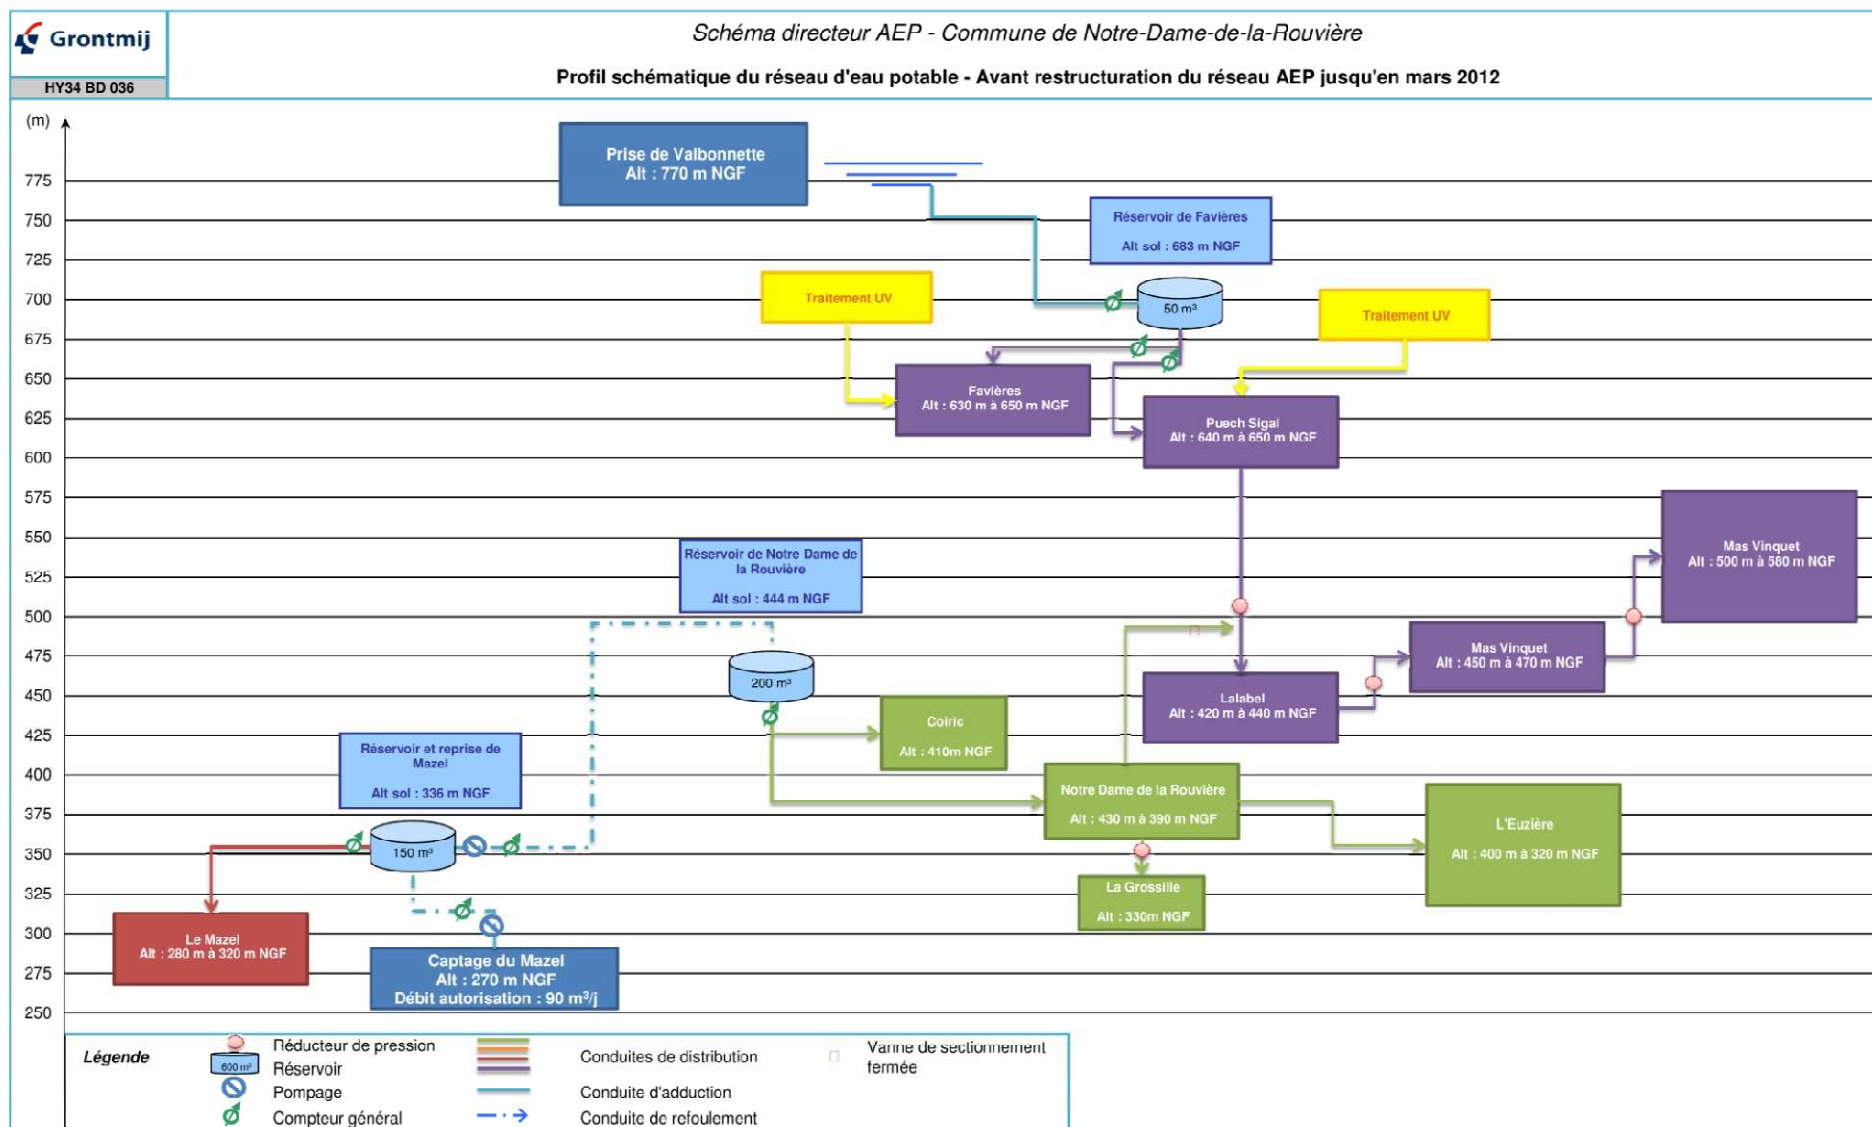 Grontmij
HY34 BD 036
Schéma directeur AEP - Commune de Notre-Dame-de-la-Rouvière
Profil schématique du réseau d'eau potable - Avant restructuration du réseau AEP jusqu'en mars 2012
(m)
775
750
725
700
675
650
625
600
575
550
525
500
475
450
425
400
375
350
325
300
275
250
Prise de Valbonnette
Alt : 770 m NGF
Réservoir de Favières
Alt sol : 683 m NGF
Traitement UV
50 m³
Traitement UV
Favières
Alt : 630 m à 650 m NGF
Puech Sigal
Alt : 640 m à 650 m NGF
Mas Vinquet
Alt : 500 m à 580 m NGF
Réservoir de Notre Dame de
la Rouvière
Alt sol : 444 m NGF
200 m³
Mas Vinquet
Alt : 450 m à 470 m NGF
Lalabel
Alt : 420 m à 440 m NGF
Coiric
Alt : 410m NGF
Réservoir et reprise de
Mazel
Alt sol : 336 m NGF
150 m³
Notre Dame de la Rouvière
Alt : 430 m à 390 m NGF
L'Euzière
Alt : 400 m à 320 m NGF
La Grossille
Alt : 330m NGF
Le Mazel
Alt : 280 m à 320 m NGF
Captage du Mazel
Alt : 270 m NGF
Débit autorisation : 90 m³/j
Légende
Réducteur de pression
600 m³
Réservoir
Pompage
Compteur général
Conduites de distribution
Conduite d'adduction
Conduite de refoulement
Vanne de sectionnement
fermée